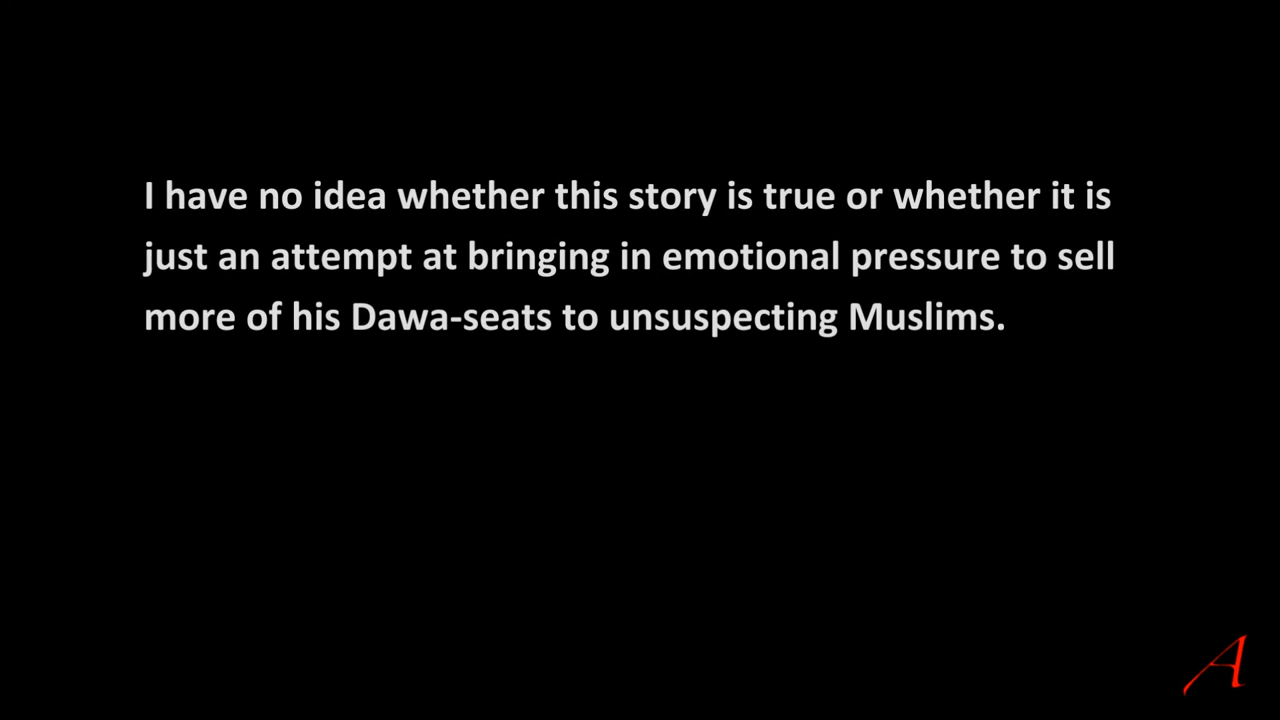 I have no idea whether this story is true or whether it is
just an attempt at bringing in emotional pressure to sell
more of his Dawa-seats to unsuspecting Muslims.
A